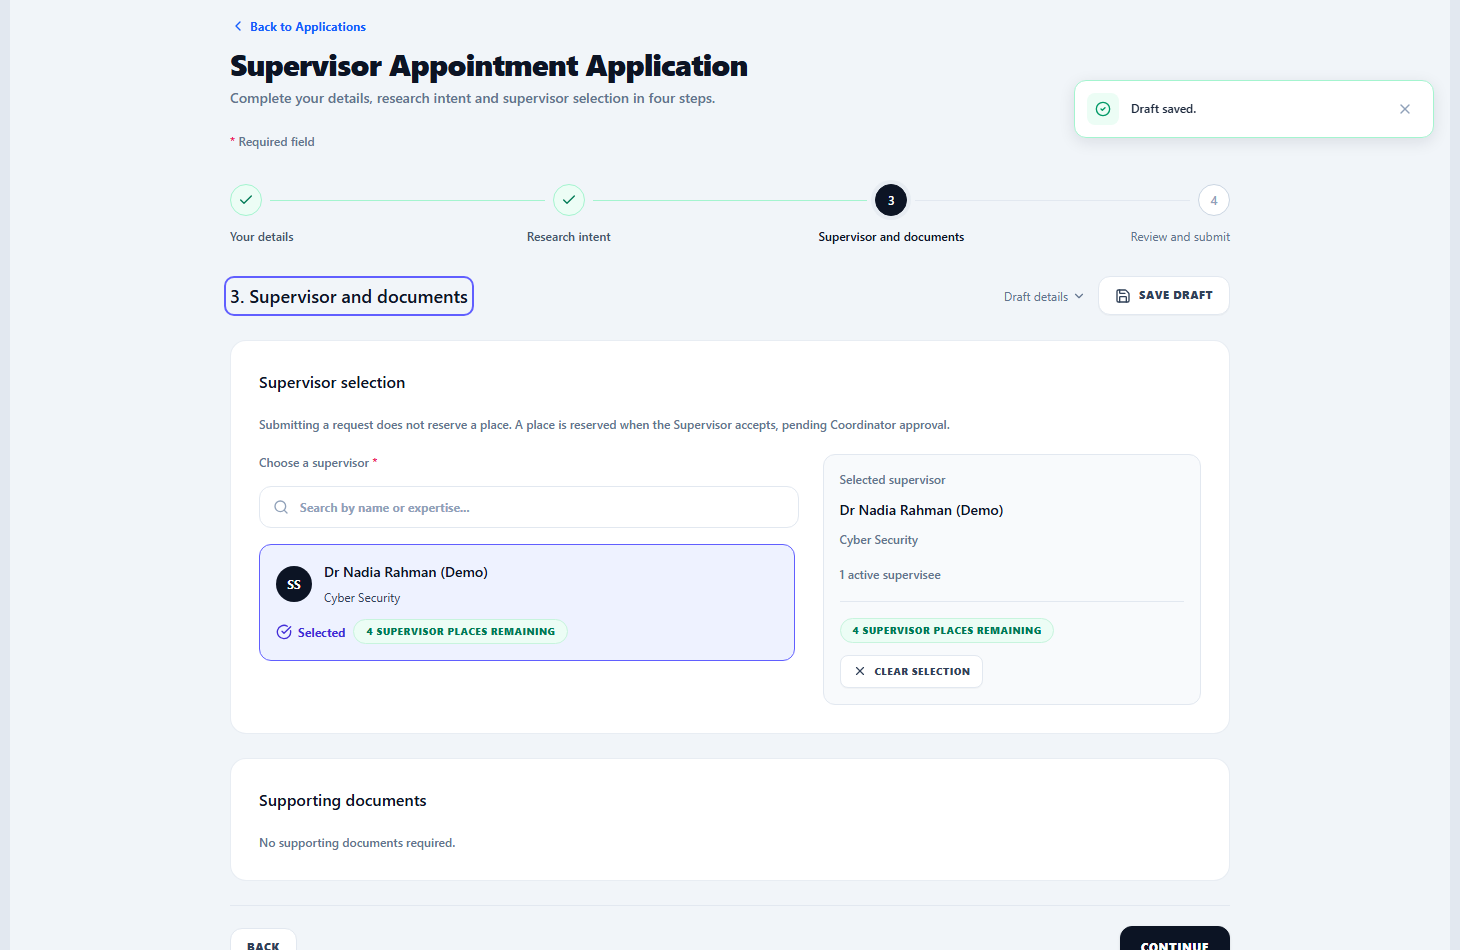 Back to Applications
Supervisor Appointment Application
Complete your details, research intent and supervisor selection in four steps.
Draft saved.
* Required field
3
4
Your details
Research intent
Supervisor and documents
Review and submit
3. Supervisor and documents
Draft details
SAVE DRAFT
Supervisor selection
Submitting a request does not reserve a place. A place is reserved when the Supervisor accepts, pending Coordinator approval.
Choose a supervisor *
Search by name or expertise...
SS
Dr Nadia Rahman (Demo)
Cyber Security
Selected
4 SUPERVISOR PLACES REMAINING
Selected supervisor
Dr Nadia Rahman (Demo)
Cyber Security
1 active supervisee
4 SUPERVISOR PLACES REMAINING
CLEAR SELECTION
Supporting documents
No supporting documents required.
BACK
CONTINUE